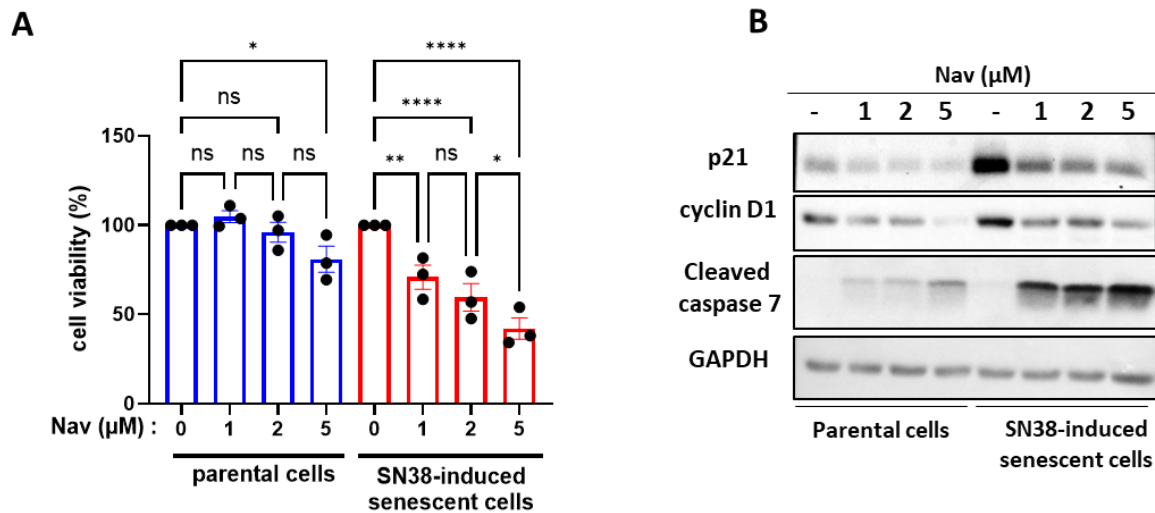 A
*
****
ns
****
ns
ns
ns
**
ns
*
150
100
50
0
cell viability (%)
Nav (µM) :
0
1
2
5
0
1
2
5
parental cells
SN38-induced
senescent cells
B
Nav (µM)
- 1 2 5 - 1 2 5
p21
cyclin D1
Cleaved
caspase 7
GAPDH
Parental cells
SN38-induced
senescent cells